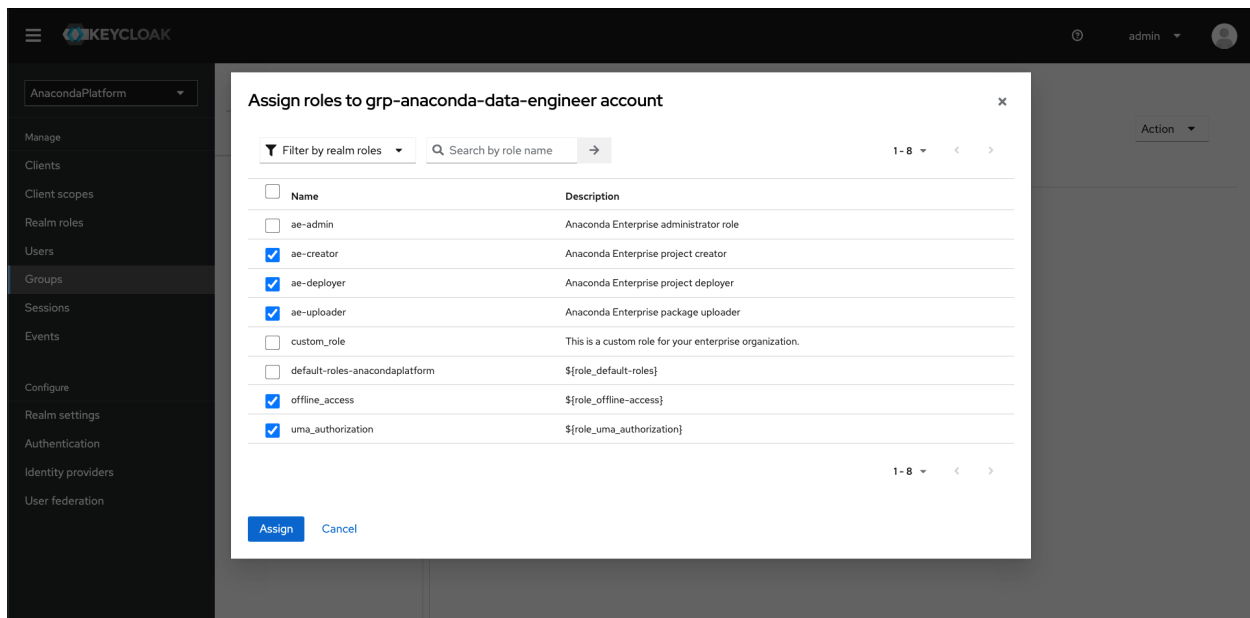 KEYCLOAK
admin
AnacondaPlatform
Manage
Clients
Client scopes
Realm roles
Users
Groups
Sessions
Events
Configure
Realm settings
Authentication
Identity providers
User federation
Action
Assign roles to grp-anaconda-data-engineer account
Filter by realm roles Search by role name 1 - 8
Name Description
ae-admin Anaconda Enterprise administrator role
ae-creator Anaconda Enterprise project creator
ae-deployer Anaconda Enterprise project deployer
ae-uploader Anaconda Enterprise package uploader
custom_role This is a custom role for your enterprise organization.
default-roles-anacondaplatform ${role_default-roles}
offline_access ${role_offline-access}
uma_authorization ${role_uma_authorization}
1 - 8
Assign Cancel